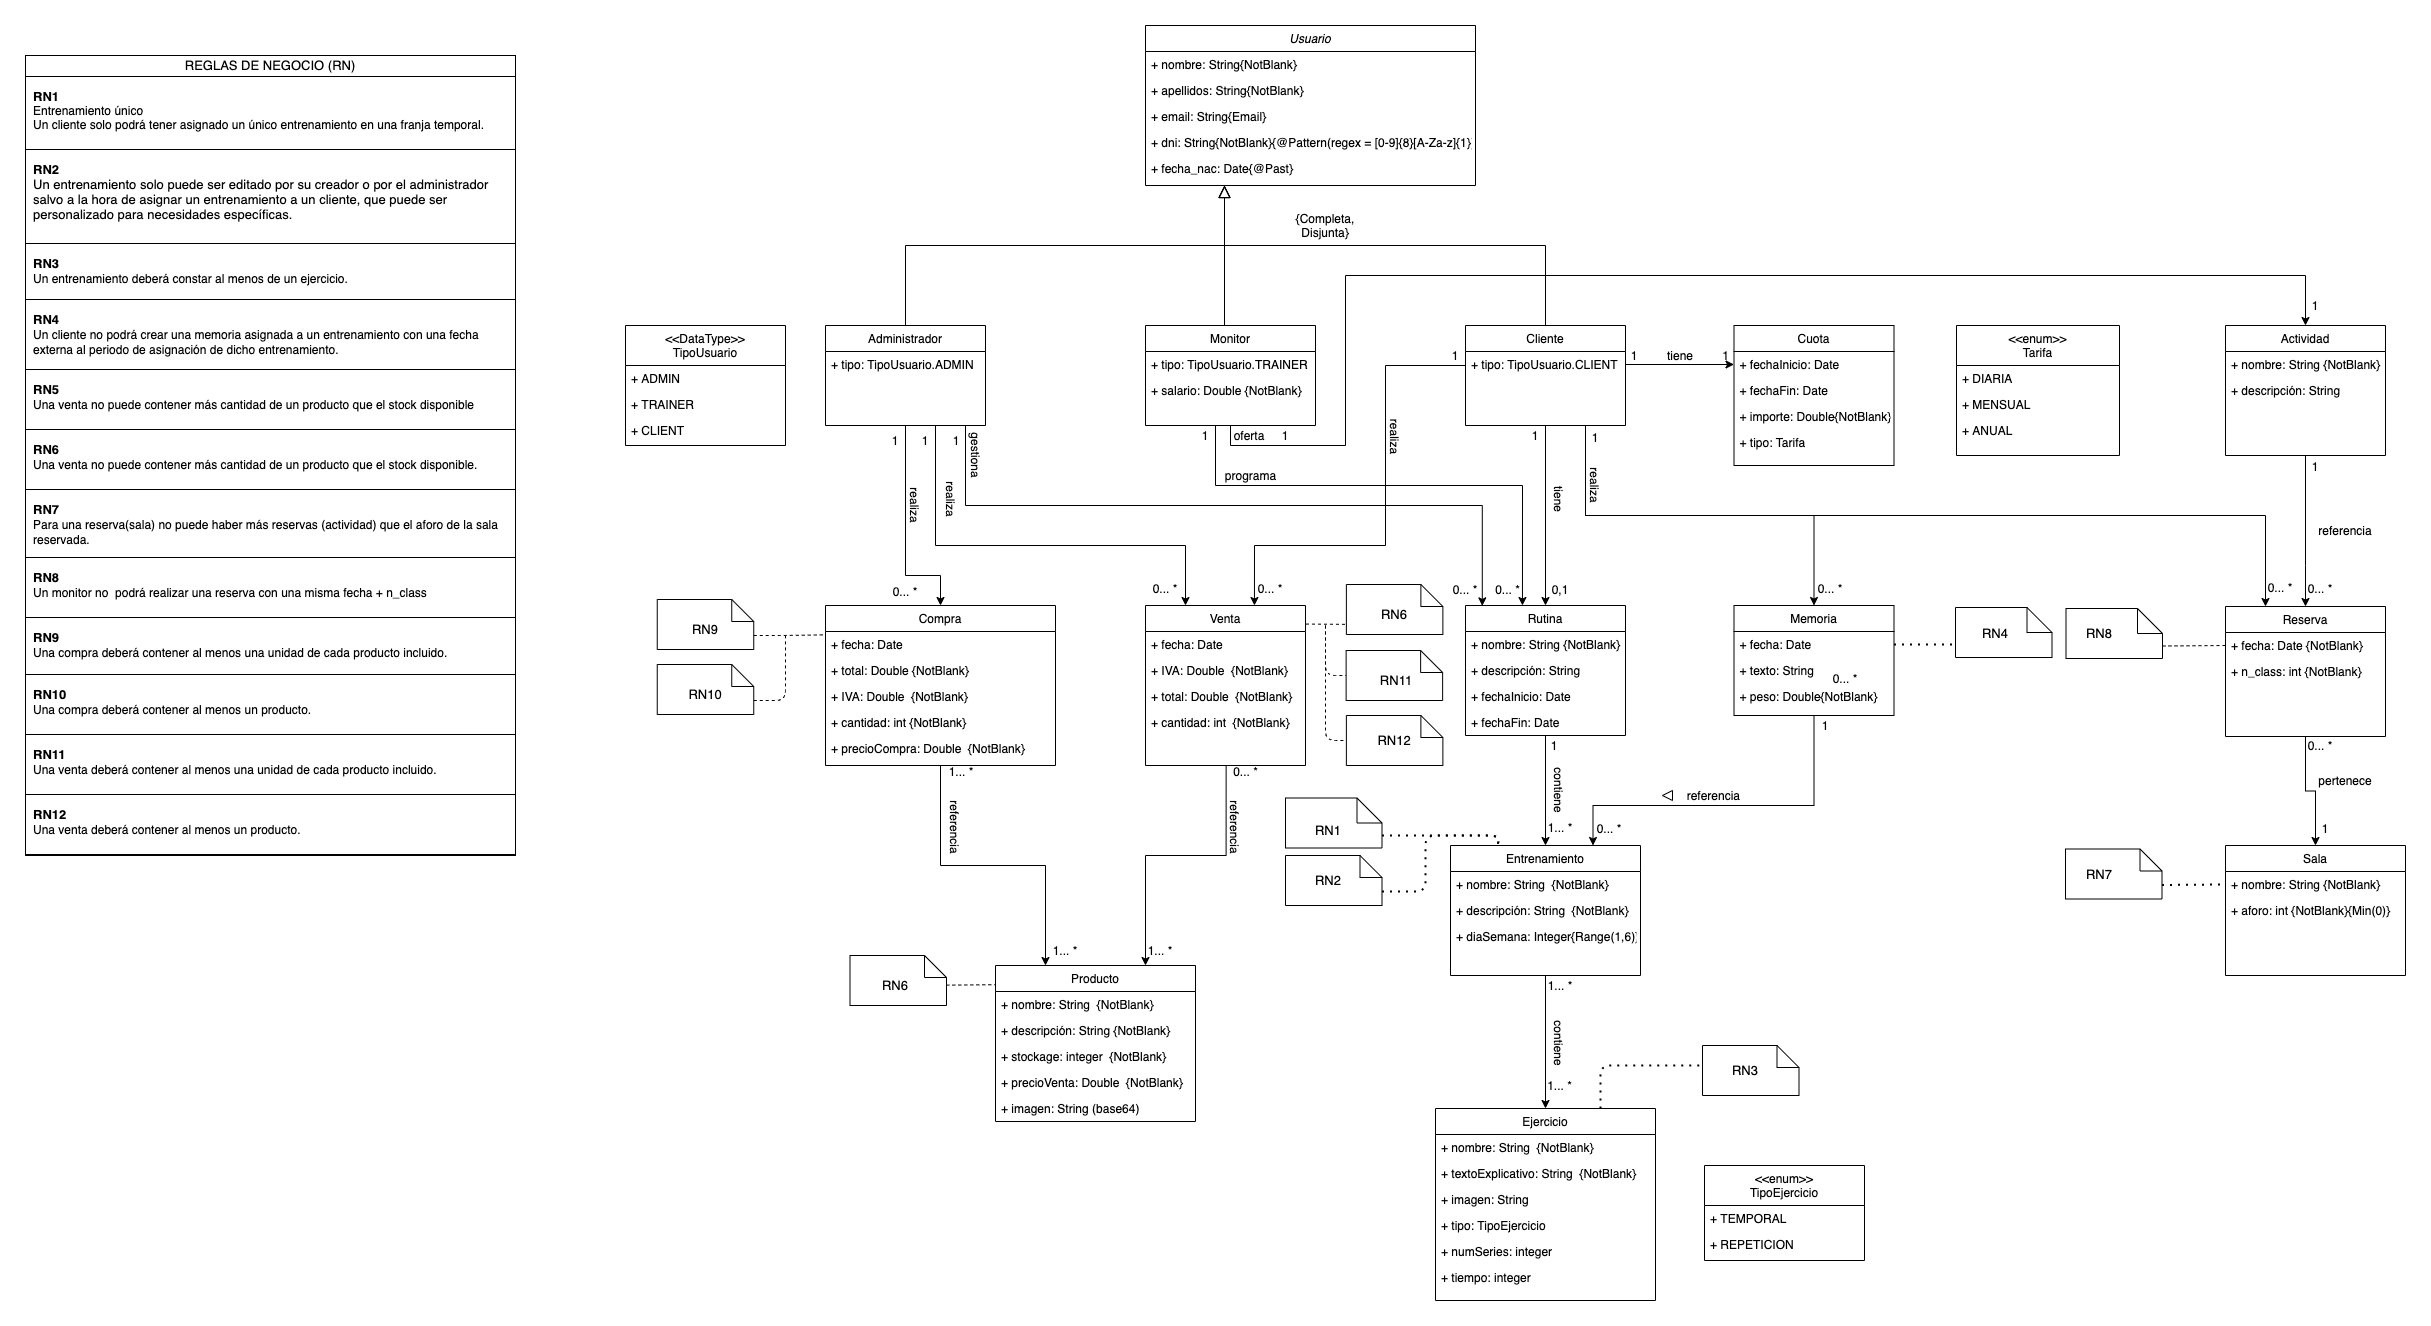 REGLAS DE NEGOCIO (RN)
RN1
Entrenamiento único
Un cliente solo podrá tener asignado un único entrenamiento en una franja temporal.
RN2
Un entrenamiento solo puede ser editado por su creador o por el administrador
salvo a la hora de asignar un entrenamiento a un cliente, que puede ser
personalizado para necesidades específicas.
RN3
Un entrenamiento deberá constar al menos de un ejercicio.
RN4
Un cliente no podrá crear una memoria asignada a un entrenamiento con una fecha
externa al periodo de asignación de dicho entrenamiento.
RN5
Una venta no puede contener más cantidad de un producto que el stock disponible
RN6
Una venta no puede contener más cantidad de un producto que el stock disponible.
RN7
Para una reserva(sala) no puede haber más reservas (actividad) que el aforo de la sala
reservada.
RN8
Un monitor no  podrá realizar una reserva con una misma fecha + n_class
RN9
Una compra deberá contener al menos una unidad de cada producto incluido.
RN10
Una compra deberá contener al menos un producto.
RN11
Una venta deberá contener al menos una unidad de cada producto incluido.
RN12
Una venta deberá contener al menos un producto.
Usuario
+ nombre: String{NotBlank}
+ apellidos: String{NotBlank}
+ email: String{Email}
+ dni: String{NotBlank}{@Pattern(regex = [0-9]{8}[A-Za-z]{1}
+ fecha_nac: Date{@Past}
{Completa,
Disjunta}
<<DataType>>
TipoUsuario
+ ADMIN
+ TRAINER
+ CLIENT
Administrador
+ tipo: TipoUsuario.ADMIN
Monitor
+ tipo: TipoUsuario.TRAINER
+ salario: Double {NotBlank}
Cliente
+ tipo: TipoUsuario.CLIENT
1
1
tiene
1
Cuota
+ fechaInicio: Date
+ fechaFin: Date
+ importe: Double{NotBlank}
+ tipo: Tarifa
<<enum>>
Tarifa
+ DIARIA
+ MENSUAL
+ ANUAL
1
Actividad
+ nombre: String {NotBlank}
+ descripción: String
1
1
1
gestiona
realiza
realiza
1
oferta
1
programa
realiza
1
tiene
1
realiza
1
referencia
0... *
0... *
0... *
0... *
0... *
0,1
0... *
0... *
0... *
RN9
RN10
Compra
+ fecha: Date
+ total: Double {NotBlank}
+ IVA: Double  {NotBlank}
+ cantidad: int {NotBlank}
+ precioCompra: Double  {NotBlank}
Venta
+ fecha: Date
+ IVA: Double  {NotBlank}
+ total: Double  {NotBlank}
+ cantidad: int  {NotBlank}
RN6
RN11
RN12
Rutina
+ nombre: String {NotBlank}
+ descripción: String
+ fechaInicio: Date
+ fechaFin: Date
Memoria
+ fecha: Date
+ texto: String
0... *
+ peso: Double{NotBlank}
RN4
RN8
Reserva
+ fecha: Date {NotBlank}
+ n_class: int {NotBlank}
1... *
referencia
0... *
referencia
1
contiene
1... *
1
referencia
0... *
0... *
pertenece
1
RN1
RN2
Entrenamiento
+ nombre: String  {NotBlank}
+ descripción: String  {NotBlank}
+ diaSemana: Integer{Range(1,6)}
RN7
Sala
+ nombre: String {NotBlank}
+ aforo: int {NotBlank}{Min(0)}
1... *
1... *
RN6
Producto
+ nombre: String  {NotBlank}
+ descripción: String {NotBlank}
+ stockage: integer  {NotBlank}
+ precioVenta: Double  {NotBlank}
+ imagen: String (base64)
1... *
contiene
1... *
RN3
Ejercicio
+ nombre: String  {NotBlank}
+ textoExplicativo: String  {NotBlank}
+ imagen: String
+ tipo: TipoEjercicio
+ numSeries: integer
+ tiempo: integer
<<enum>>
TipoEjercicio
+ TEMPORAL
+ REPETICION